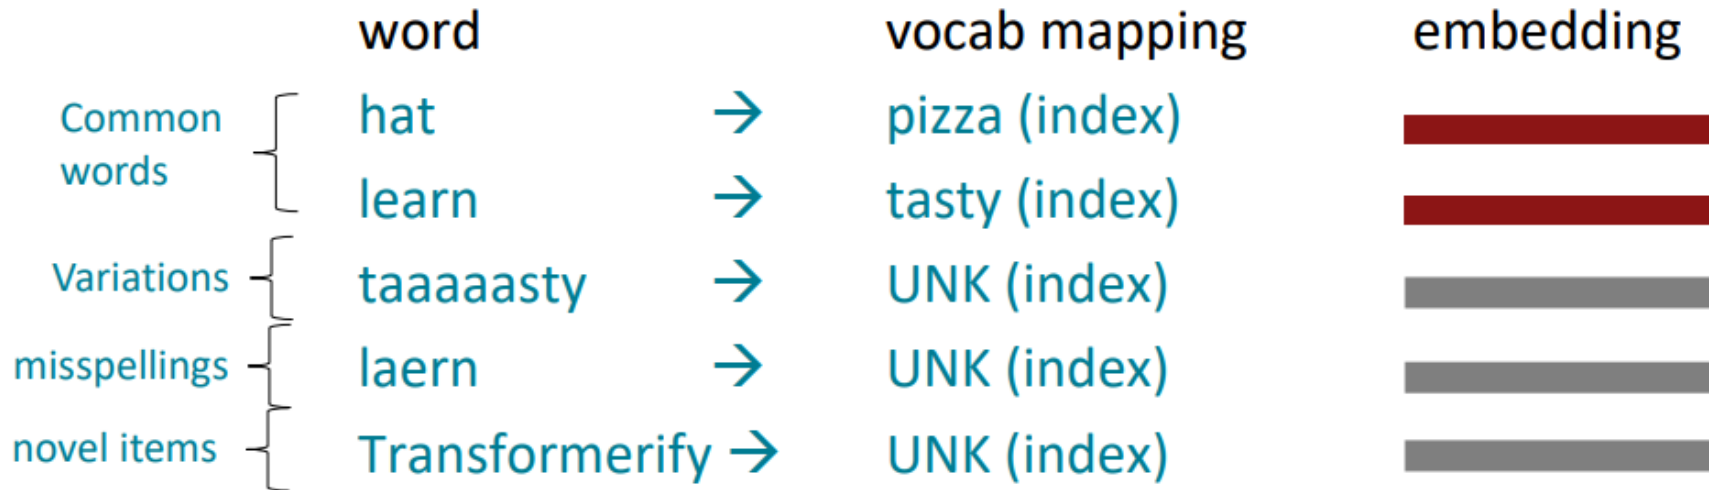 word vocab mapping embedding
Common words hat → pizza (index)
learn → tasty (index)
Variations taaaaasty → UNK (index)
misspellings laern → UNK (index)
novel items Transformerify → UNK (index)